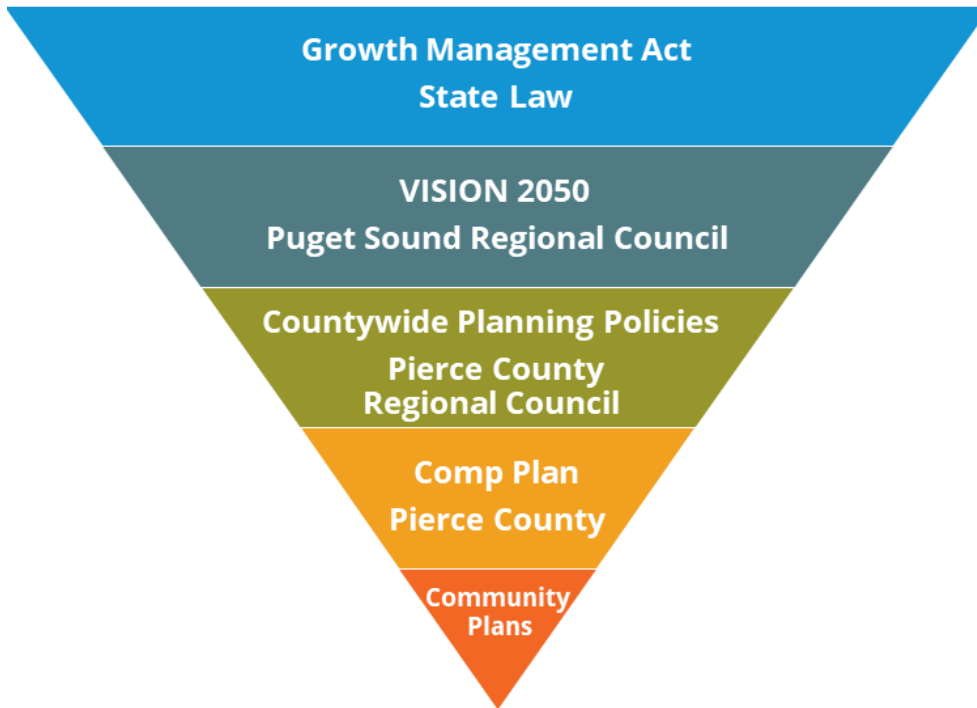 Growth Management Act
State Law
VISION 2050
Puget Sound Regional Council
Countywide Planning Policies
Pierce County
Regional Council
Comp Plan
Pierce County
Community
Plans